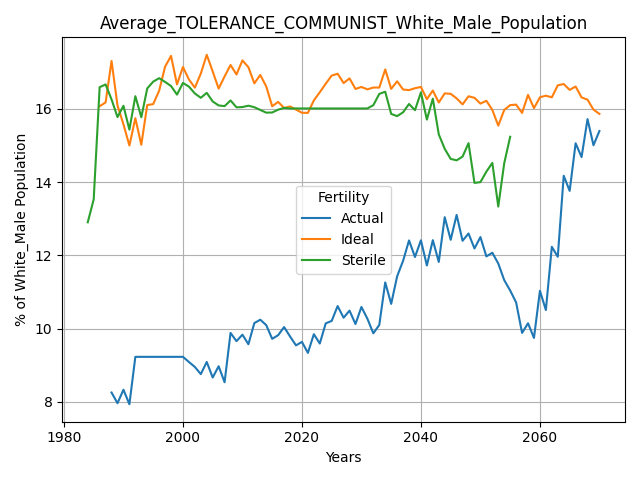 Average_TOLERANCE_COMMUNIST_White_Male_Population
% of White_Male Population
16
14
12
10
8
Fertility
Actual
Ideal
Sterile
1980
2000
2020
2040
2060
Years